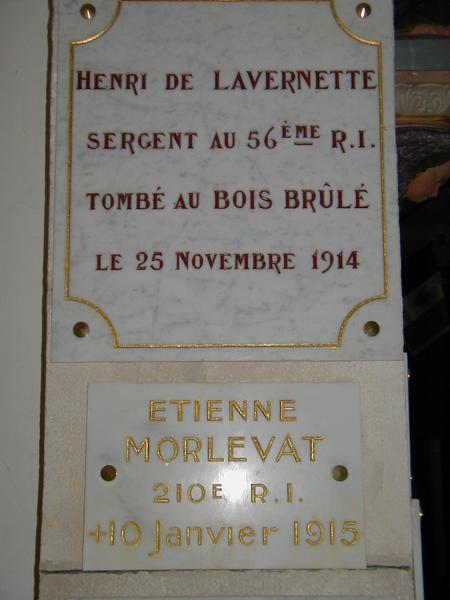 HENRI DE LAVERNETTE
SERGENT AU 56ÈME R.I.
TOMBÉ AU BOIS BRÛLÉ
LE 25 NOVEMBRE 1914
ETIENNE
MORLEVAT
210E R.I.
+10 Janvier 1915